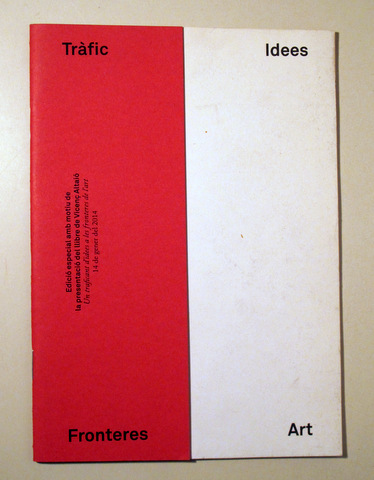 Tràfic
Idees
Edició especial amb motiu de
la presentació del llibre de Vicenç Altaió
Un traficant d'idees a les fronteres de l'art
14 de gener del 2014
Fronteres
Art